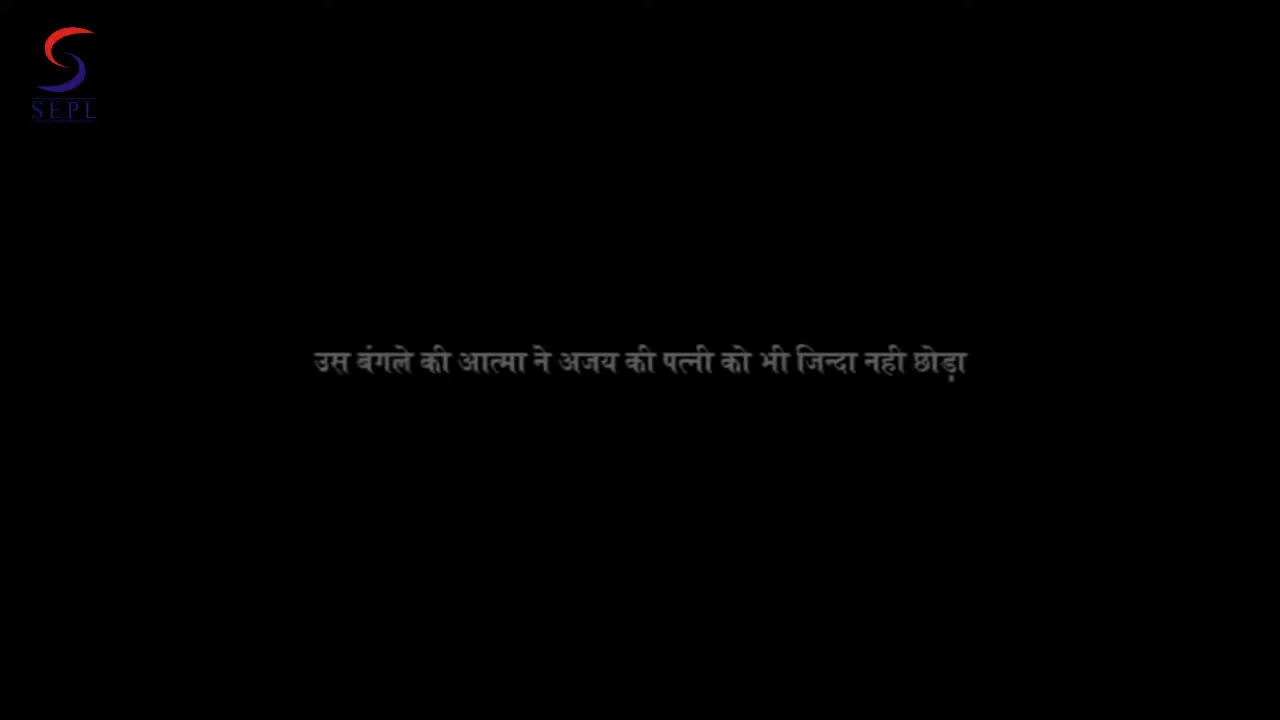 SEPL
उस बंगले की आत्मा ने अजय की पत्नी को भी जिन्दा नही छोड़ा